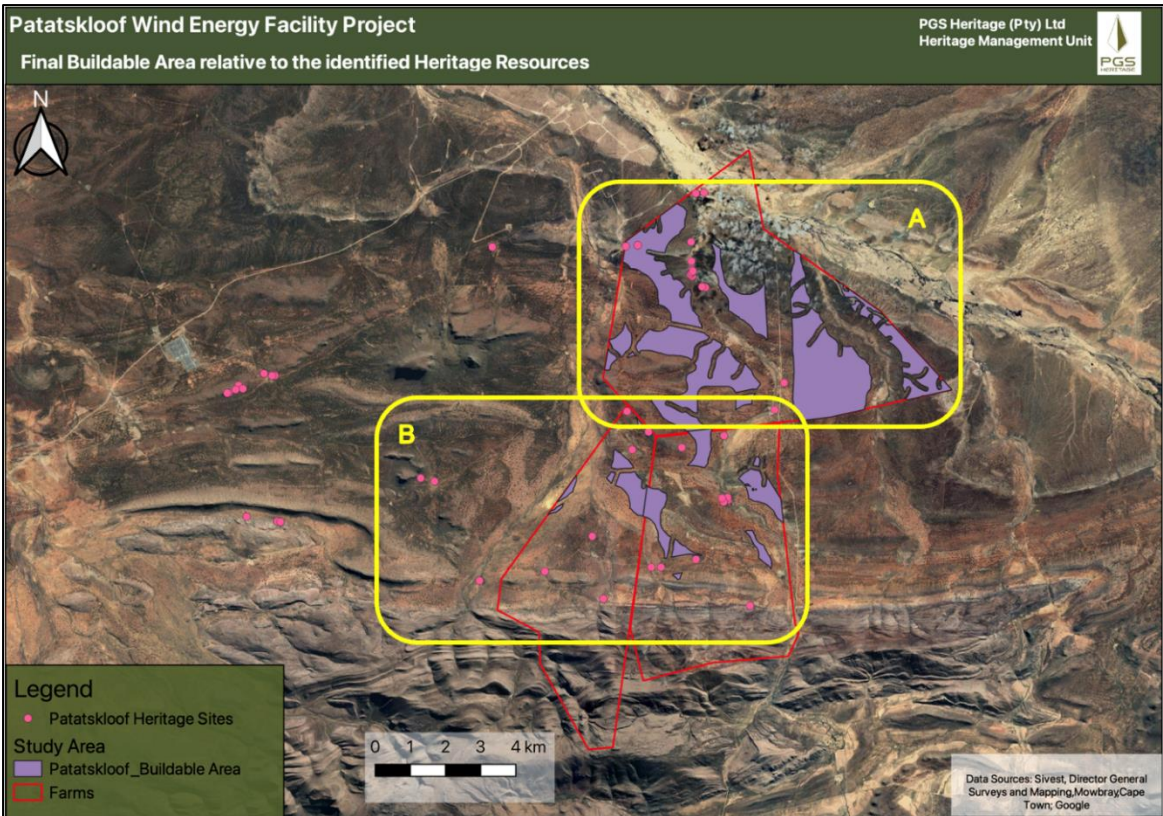 Patatskloof Wind Energy Facility Project
Final Buildable Area relative to the identified Heritage Resources
PGS Heritage (Pty) Ltd
Heritage Management Unit
PGS
HERITAGE
N
A
B
Legend
Patatskloof Heritage Sites
Study Area
Patatskloof_Buildable Area
Farms
0 1 2 3 4 km
Data Sources: Sivest, Director General
Surveys and Mapping,Mowbray,Cape
Town; Google